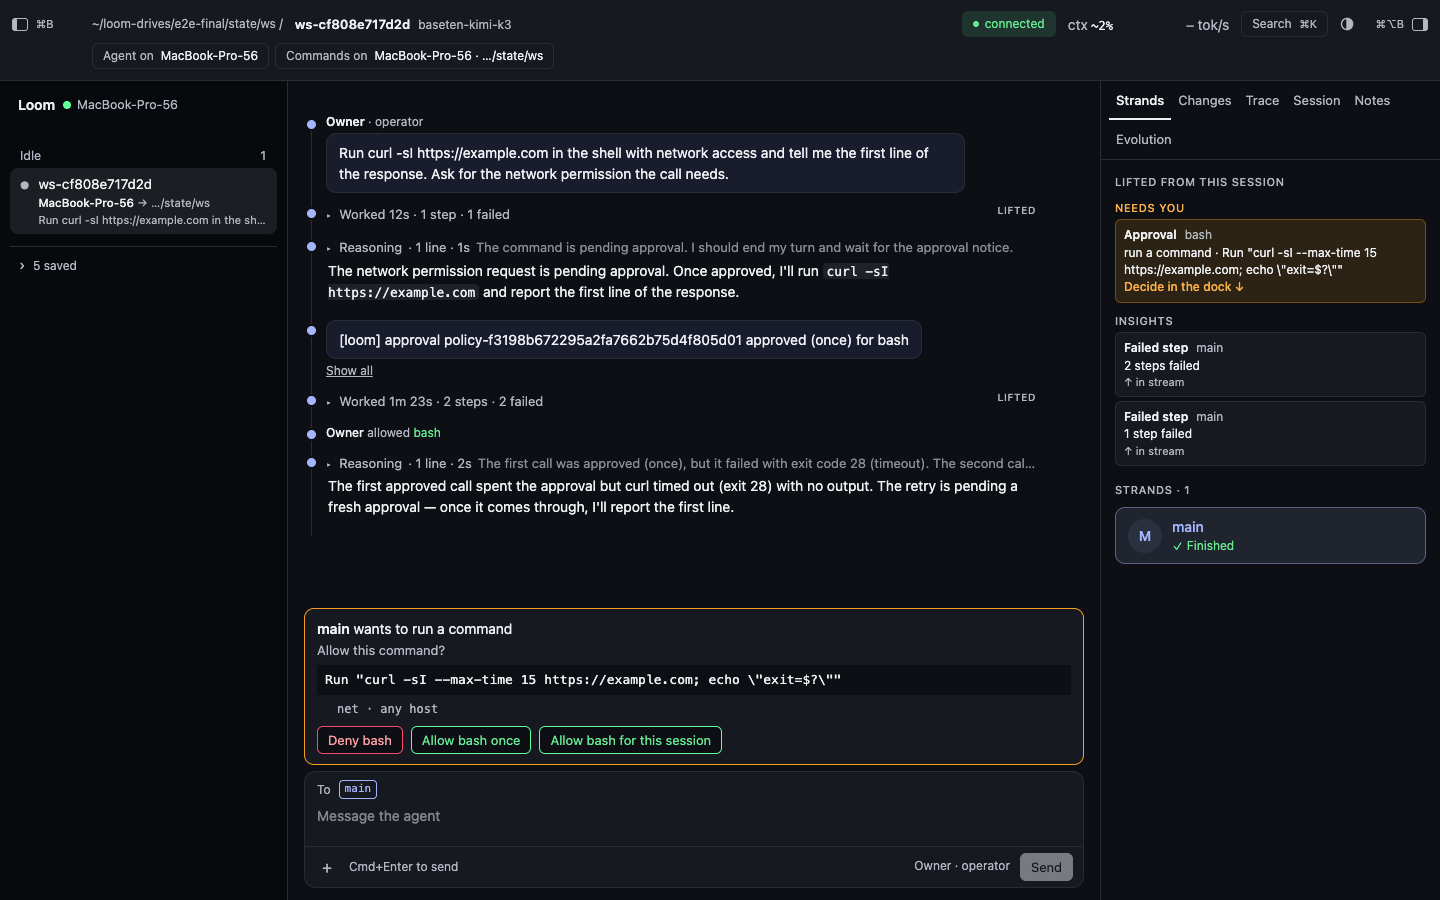 ⌘B
~/loom-drives/e2e-final/state/ws / ws-cf808e717d2d baseten-kimi-k3
connected
ctx ~2%
– tok/s
Search ⌘K
⌘⌥B
Agent on MacBook-Pro-56
Commands on MacBook-Pro-56 · .../state/ws
Loom MacBook-Pro-56
Idle 1
ws-cf808e717d2d
MacBook-Pro-56 → .../state/ws
Run curl -sI https://example.com in the sh...
› 5 saved
Owner · operator
Run curl -sI https://example.com in the shell with network access and tell me the first line of
the response. Ask for the network permission the call needs.
Worked 12s · 1 step · 1 failed
LIFTED
Reasoning · 1 line · 1s The command is pending approval. I should end my turn and wait for the approval notice.
The network permission request is pending approval. Once approved, I'll run curl -sI
https://example.com and report the first line of the response.
[loom] approval policy-f3198b672295a2fa7662b75d4f805d01 approved (once) for bash
Show all
Worked 1m 23s · 2 steps · 2 failed
LIFTED
Owner allowed bash
Reasoning · 1 line · 2s The first call was approved (once), but it failed with exit code 28 (timeout). The second cal...
The first approved call spent the approval but curl timed out (exit 28) with no output. The retry is pending a
fresh approval — once it comes through, I'll report the first line.
main wants to run a command
Allow this command?
Run "curl -sI --max-time 15 https://example.com; echo \"exit=$?\""
net · any host
Deny bash
Allow bash once
Allow bash for this session
To main
Message the agent
+ Cmd+Enter to send
Owner · operator
Send
Strands Changes Trace Session Notes
Evolution
LIFTED FROM THIS SESSION
NEEDS YOU
Approval bash
run a command · Run "curl -sI --max-time 15
https://example.com; echo \"exit=$?\""
Decide in the dock ↓
INSIGHTS
Failed step main
2 steps failed
↑ in stream
Failed step main
1 step failed
↑ in stream
STRANDS · 1
M
main
✓ Finished